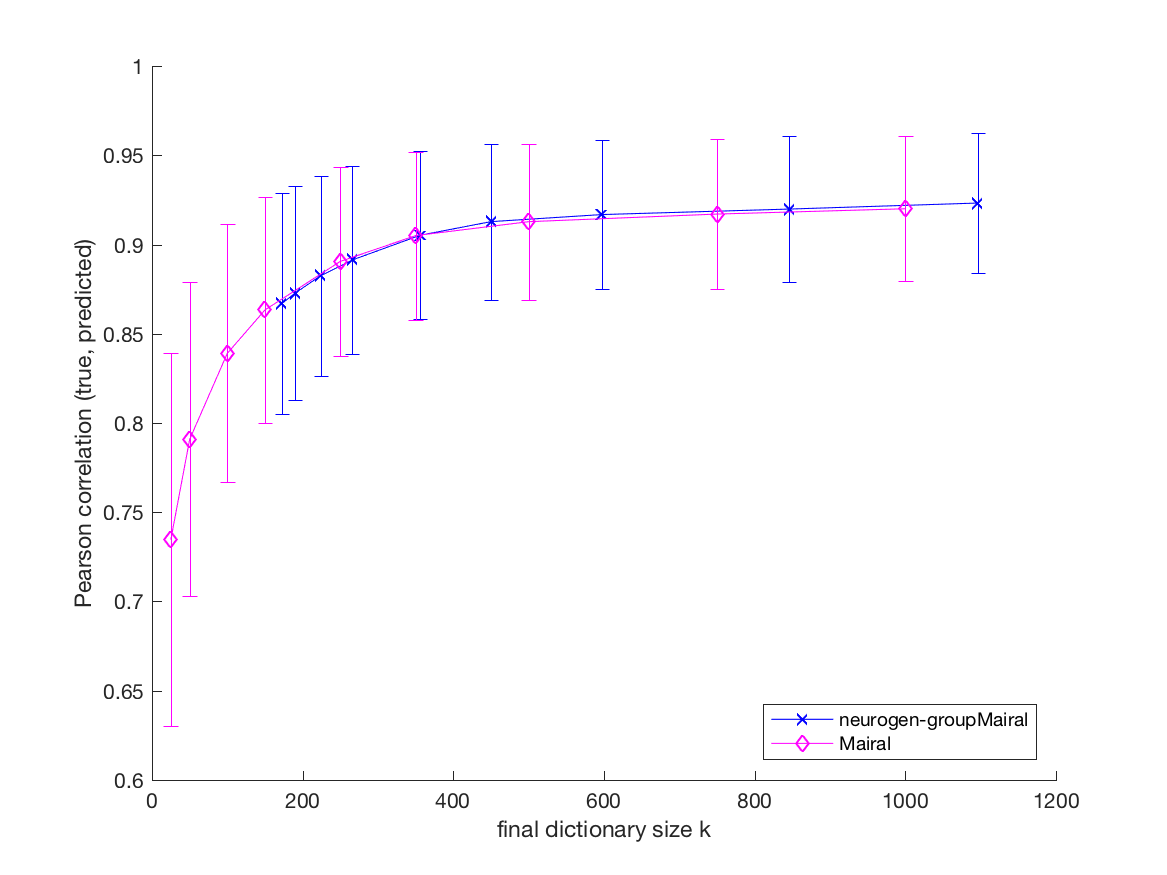 1
0.95
0.9
0.85
0.8
0.75
0.7
0.65
0.6
Pearson correlation (true, predicted)
0 200 400 600 800 1000 1200
final dictionary size k
neurogen-groupMairal
Mairal